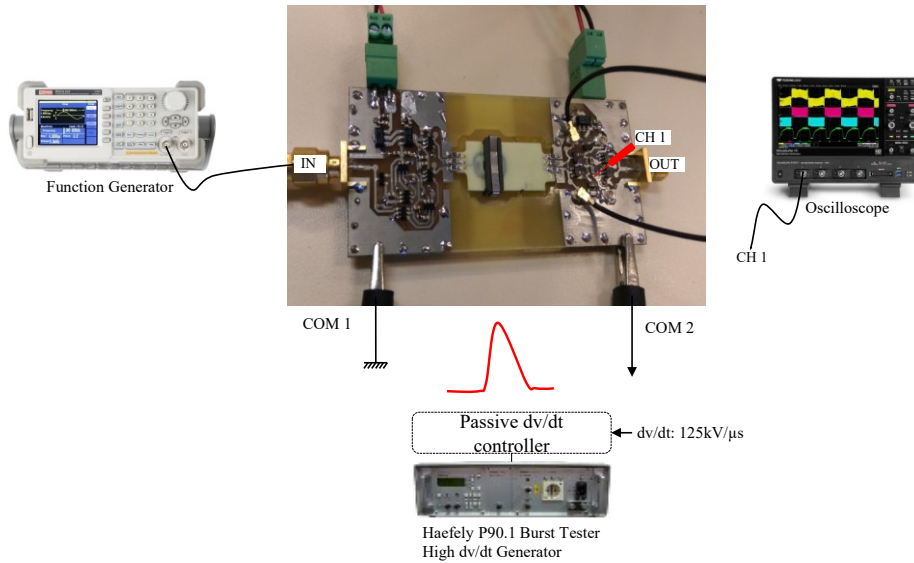 CH 1
IN
OUT
Function Generator
Oscilloscope
CH 1
COM 1
COM 2
Passive dv/dt
controller
dv/dt: 125kV/µs
Haefely P90.1 Burst Tester
High dv/dt Generator